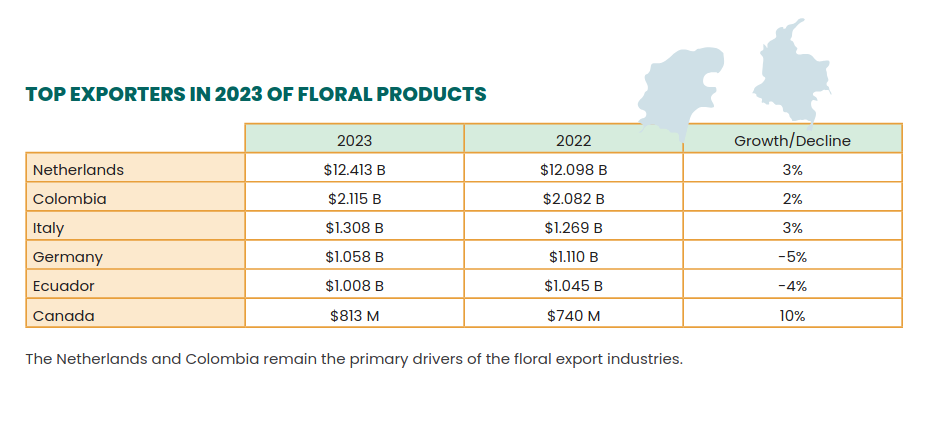 TOP EXPORTERS IN 2023 OF FLORAL PRODUCTS
2023 2022 Growth/Decline
Netherlands $12.413 B $12.098 B 3%
Colombia $2.115 B $2.082 B 2%
Italy $1.308 B $1.269 B 3%
Germany $1.058 B $1.110 B -5%
Ecuador $1.008 B $1.045 B -4%
Canada $813 M $740 M 10%
The Netherlands and Colombia remain the primary drivers of the floral export industries.